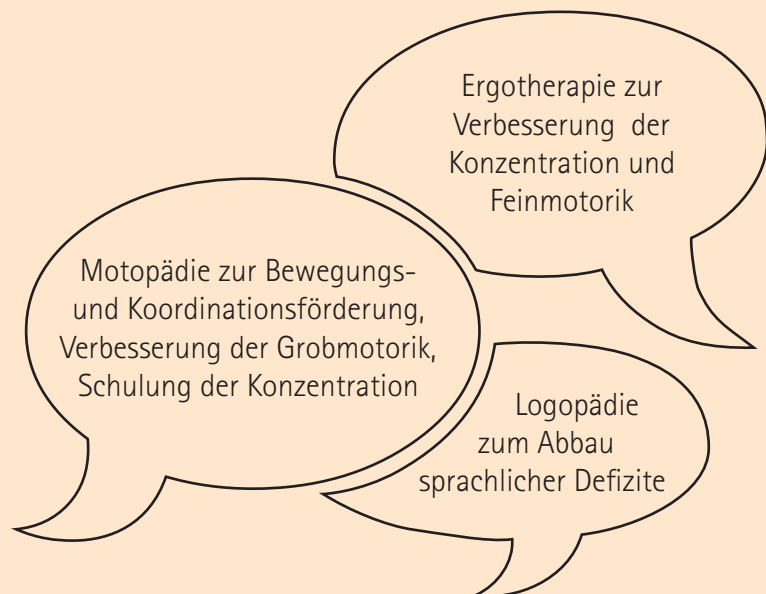 Ergotherapie zur
Verbesserung der
Konzentration und
Feinmotorik
Motopädie zur Bewegungs-
und Koordinationsförderung,
Verbesserung der Grobmotorik,
Schulung der Konzentration
Logopädie
zum Abbau
sprachlicher Defizite